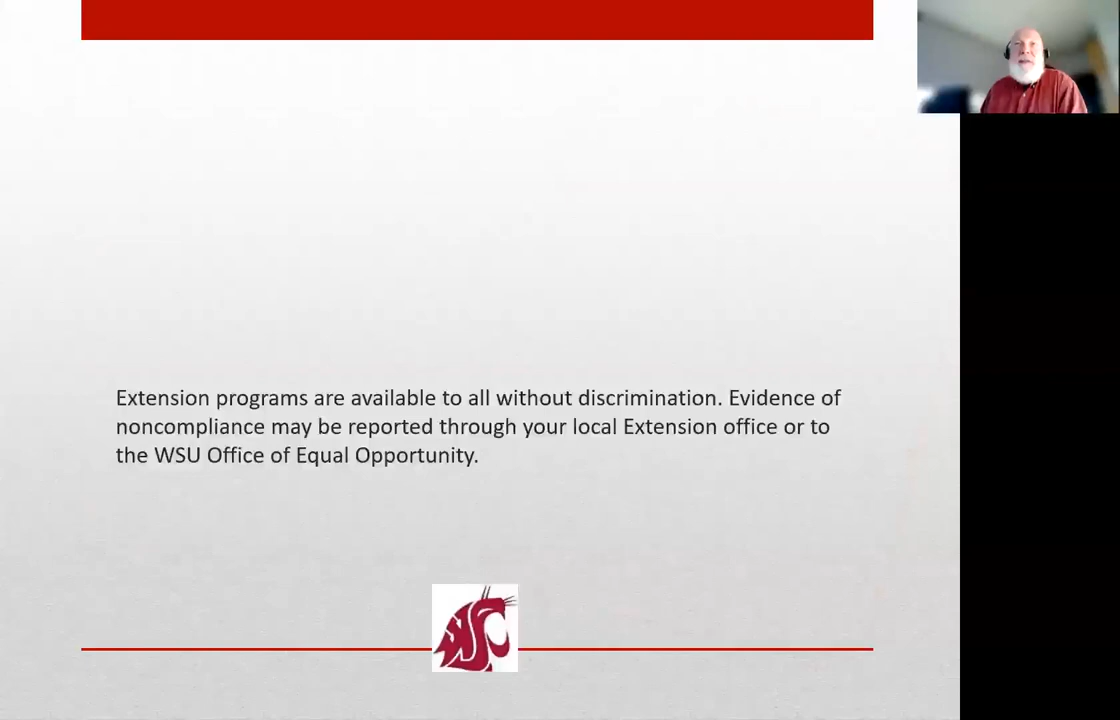 Extension programs are available to all without discrimination. Evidence of
noncompliance may be reported through your local Extension office or to
the WSU Office of Equal Opportunity.
WSU